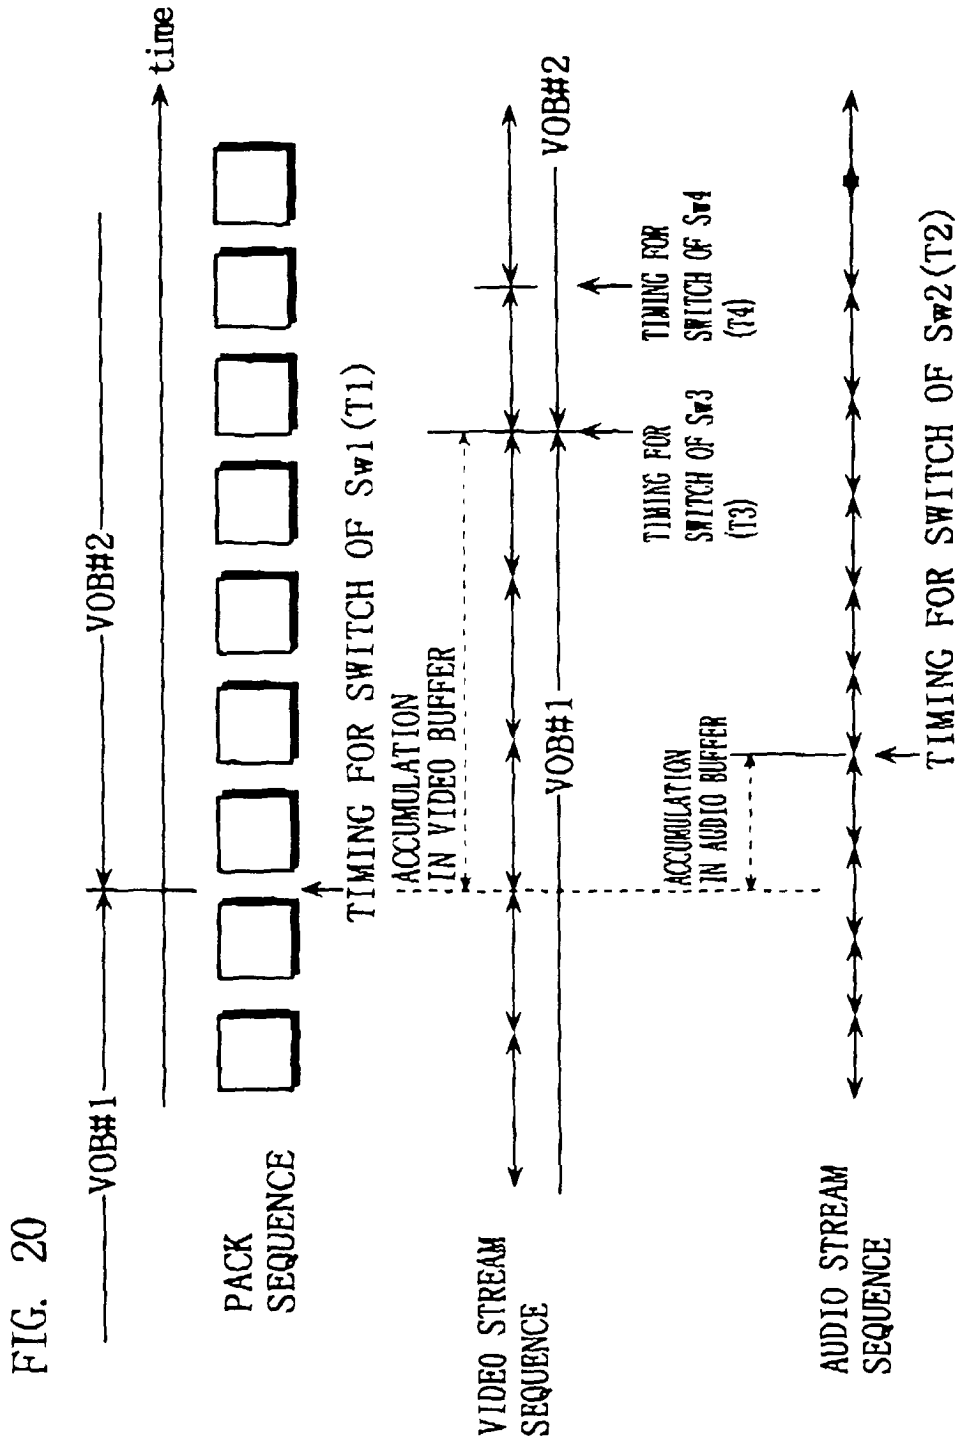 FIG. 20
VOB#1
VOB#2
time
PACK
SEQUENCE
TIMING FOR SWITCH OF Sw1(T1)
ACCUMULATION
IN VIDEO BUFFER
VIDEO STREAM
SEQUENCE
VOB#1
VOB#2
TIMING FOR
SWITCH OF Sw3
(T3)
TIMING FOR
SWITCH OF Sw4
(T4)
ACCUMULATION
IN AUDIO BUFFER
AUDIO STREAM
SEQUENCE
TIMING FOR SWITCH OF Sw2(T2)